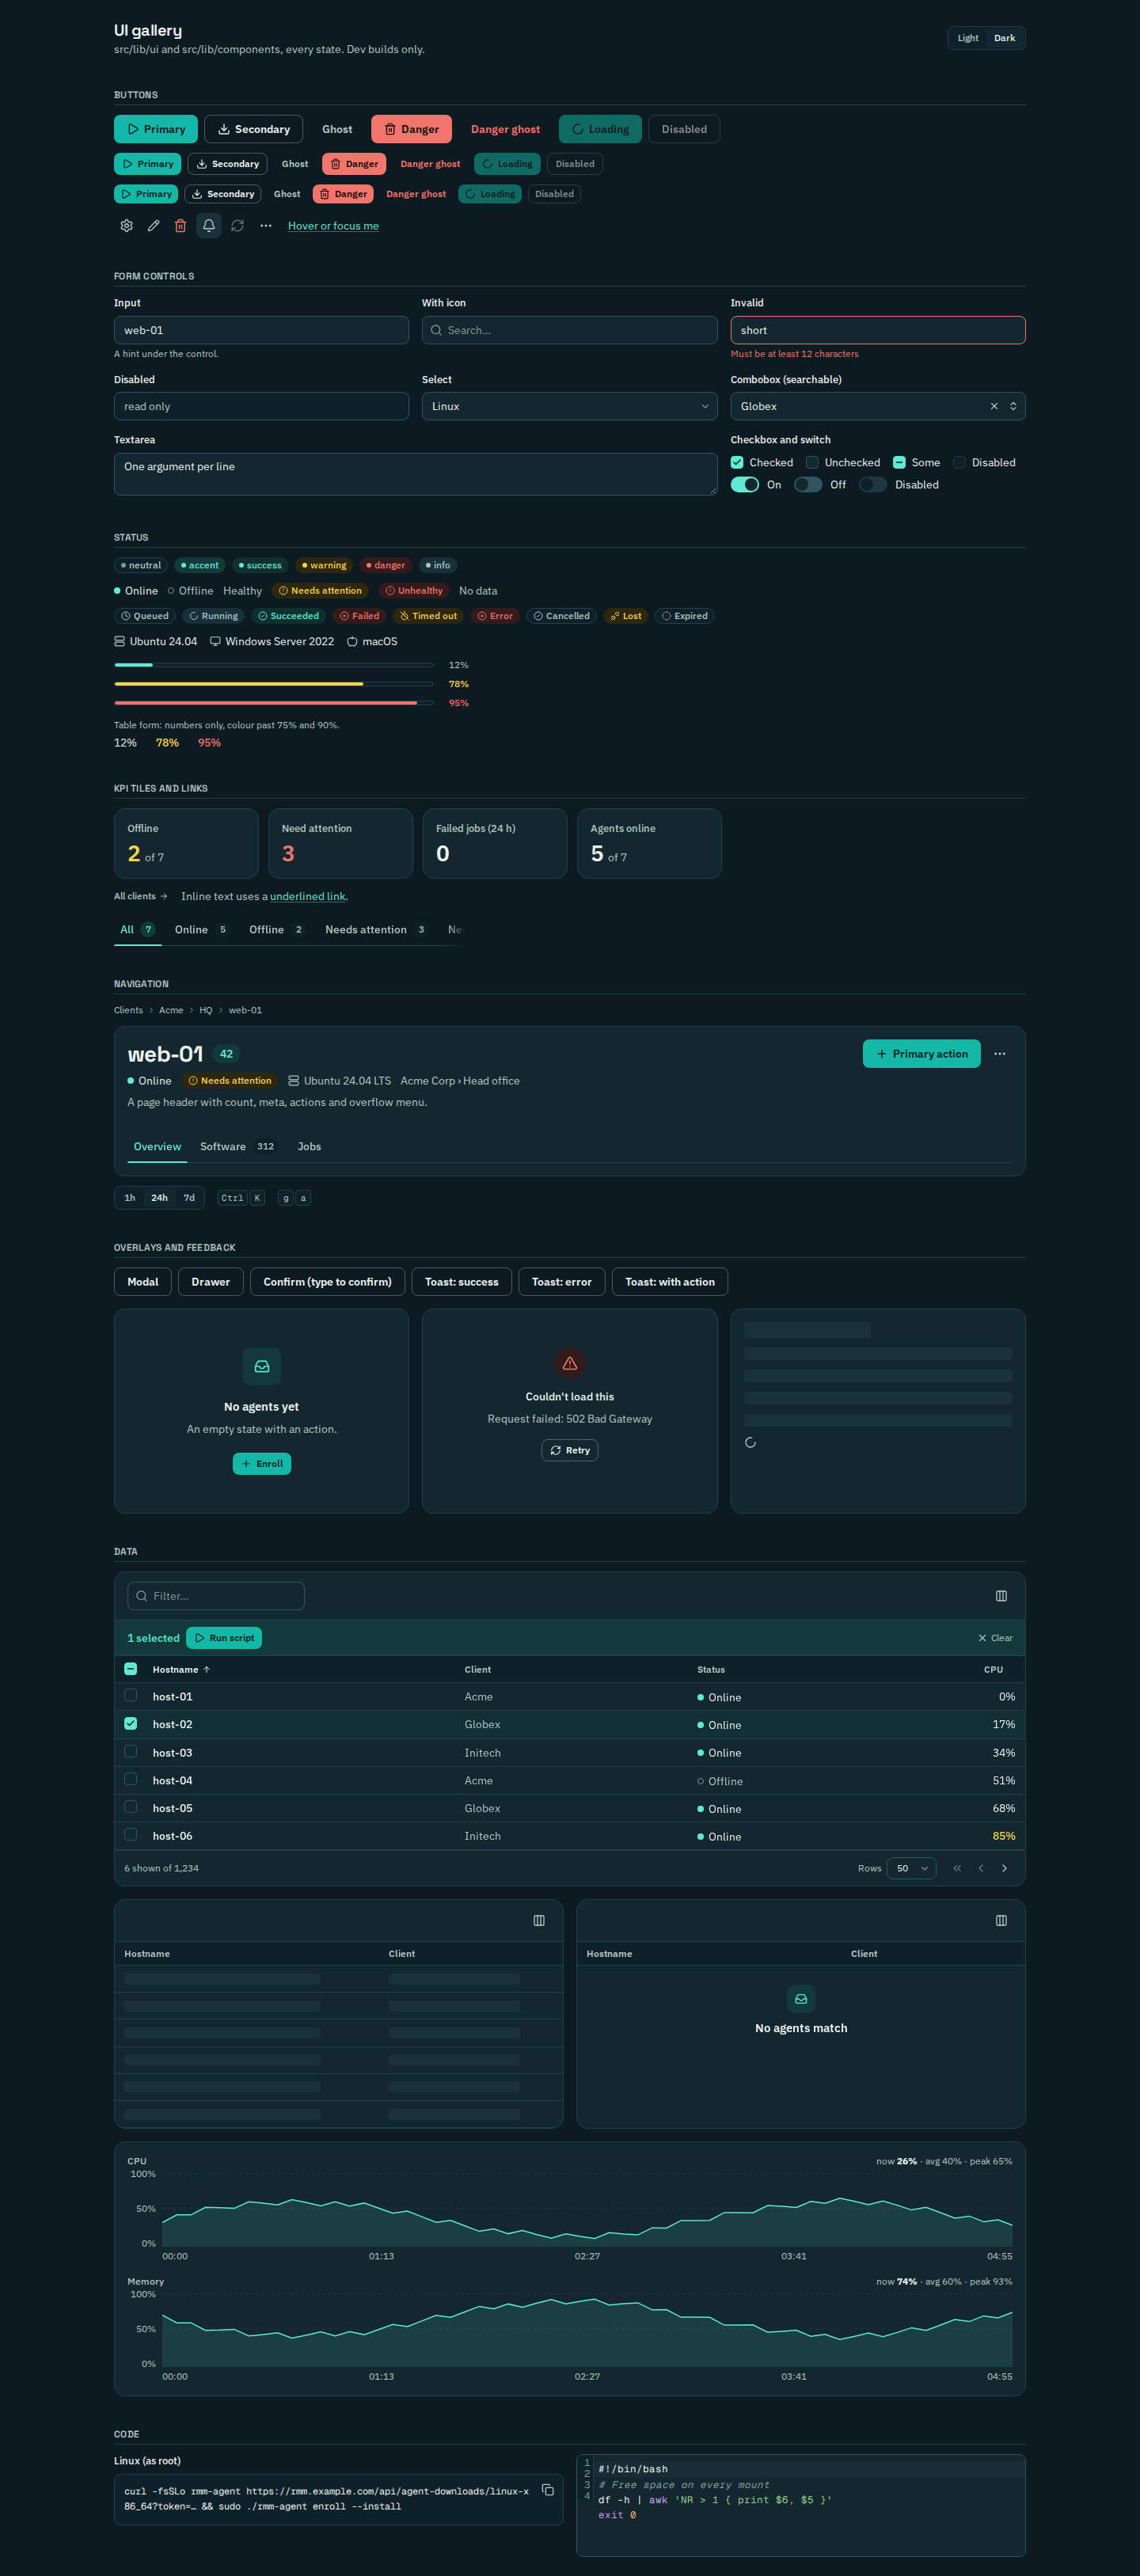 UI gallery
src/lib/ui and src/lib/components, every state. Dev builds only.
Light Dark
BUTTONS
Primary Secondary Ghost Danger Danger ghost Loading Disabled
Primary Secondary Ghost Danger Danger ghost Loading Disabled
Primary Secondary Ghost Danger Danger ghost Loading Disabled
Hover or focus me
FORM CONTROLS
Input With icon Invalid
web-01 Search... short
A hint under the control. Must be at least 12 characters
Disabled Select Combobox (searchable)
read only Linux Globex
Textarea Checkbox and switch
One argument per line
Checked Unchecked Some Disabled
On Off Disabled
STATUS
neutral accent success warning danger info
Online Offline Healthy Needs attention Unhealthy No data
Queued Running Succeeded Failed Timed out Error Cancelled Lost Expired
Ubuntu 24.04 Windows Server 2022 macOS
12%
78%
95%
Table form: numbers only, colour past 75% and 90%.
12% 78% 95%
KPI TILES AND LINKS
Offline Need attention Failed jobs (24 h) Agents online
2 of 7 3 0 5 of 7
All clients → Inline text uses a underlined link.
All 7 Online 5 Offline 2 Needs attention 3
NAVIGATION
Clients > Acme > HQ > web-01
web-01 42 Primary action
Online Needs attention Ubuntu 24.04 LTS Acme Corp › Head office
A page header with count, meta, actions and overflow menu.
Overview Software 312 Jobs
1h 24h 7d Ctrl K g a
OVERLAYS AND FEEDBACK
Modal Drawer Confirm (type to confirm) Toast: success Toast: error Toast: with action
No agents yet
An empty state with an action.
Enroll
Couldn't load this
Request failed: 502 Bad Gateway
Retry
DATA
Filter...
1 selected Run script Clear
Hostname ↑ Client Status CPU
host-01 Acme Online 0%
host-02 Globex Online 17%
host-03 Initech Online 34%
host-04 Acme Offline 51%
host-05 Globex Online 68%
host-06 Initech Online 85%
6 shown of 1,234 Rows 50
Hostname Client
Hostname Client
No agents match
CPU now 26% · avg 40% · peak 65%
100%
50%
0%
00:00 01:13 02:27 03:41 04:55
Memory now 74% · avg 60% · peak 93%
100%
50%
0%
00:00 01:13 02:27 03:41 04:55
CODE
Linux (as root)
curl -fsSLo rmm-agent https://rmm.example.com/api/agent-downloads/linux-x
86_64?token=… && sudo ./rmm-agent enroll --install
1 #!/bin/bash
2 # Free space on every mount
3 df -h | awk 'NR > 1 { print $6, $5 }'
4 exit 0